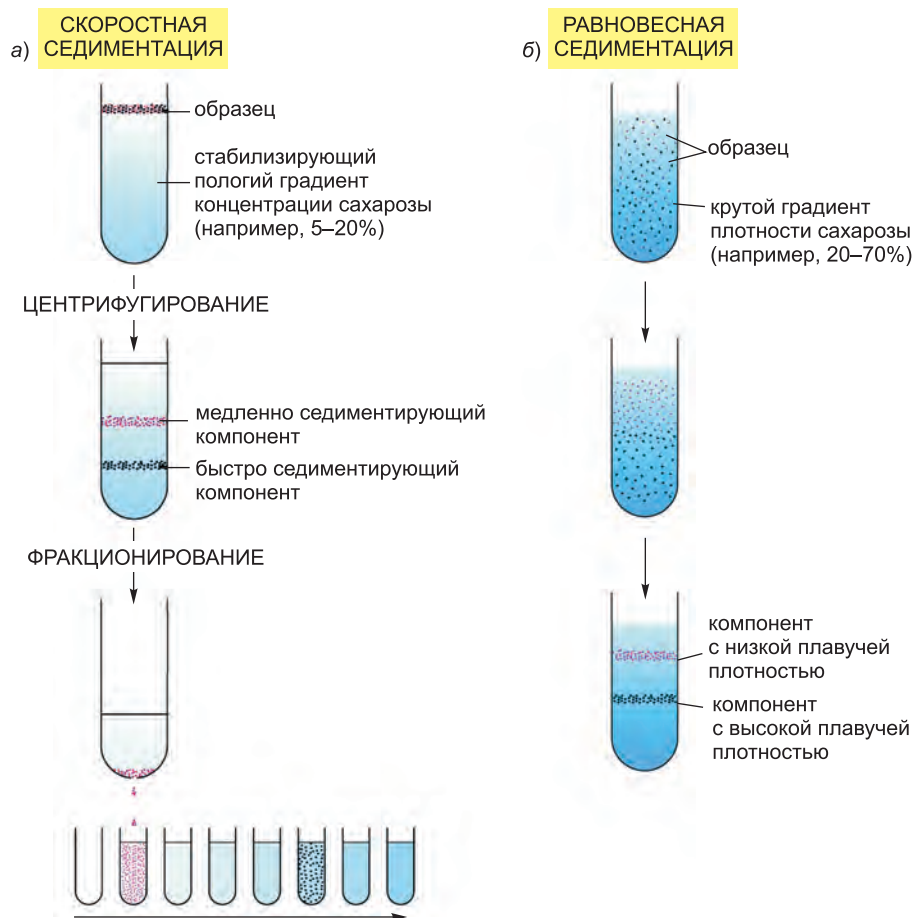 а) СКОРОСТНАЯ
СЕДИМЕНТАЦИЯ
образец
стабилизирующий
пологий градиент
концентрации сахарозы
(например, 5–20%)
ЦЕНТРИФУГИРОВАНИЕ
медленно седиментирующий
компонент
быстро седиментирующий
компонент
ФРАКЦИОНИРОВАНИЕ
б) РАВНОВЕСНАЯ
СЕДИМЕНТАЦИЯ
образец
крутой градиент
плотности сахарозы
(например, 20–70%)
компонент
с низкой плавучей
плотностью
компонент
с высокой плавучей
плотностью